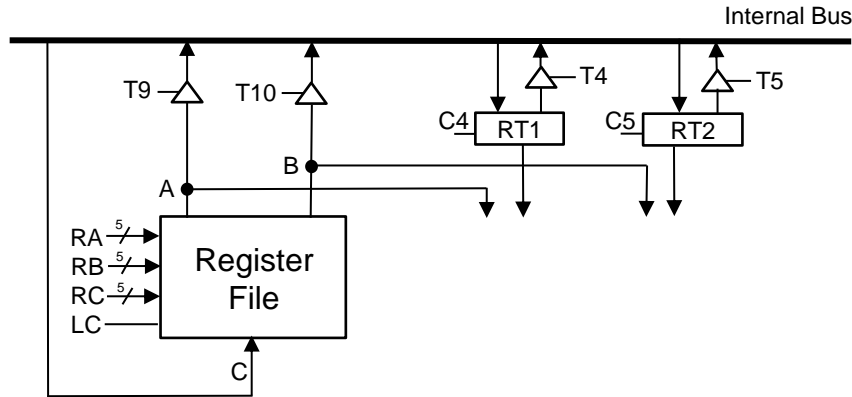 Internal Bus
T9
T10
T4
T5
C4
RT1
C5
RT2
B
A
RA
5
RB
5
RC
5
LC
Register
File
C